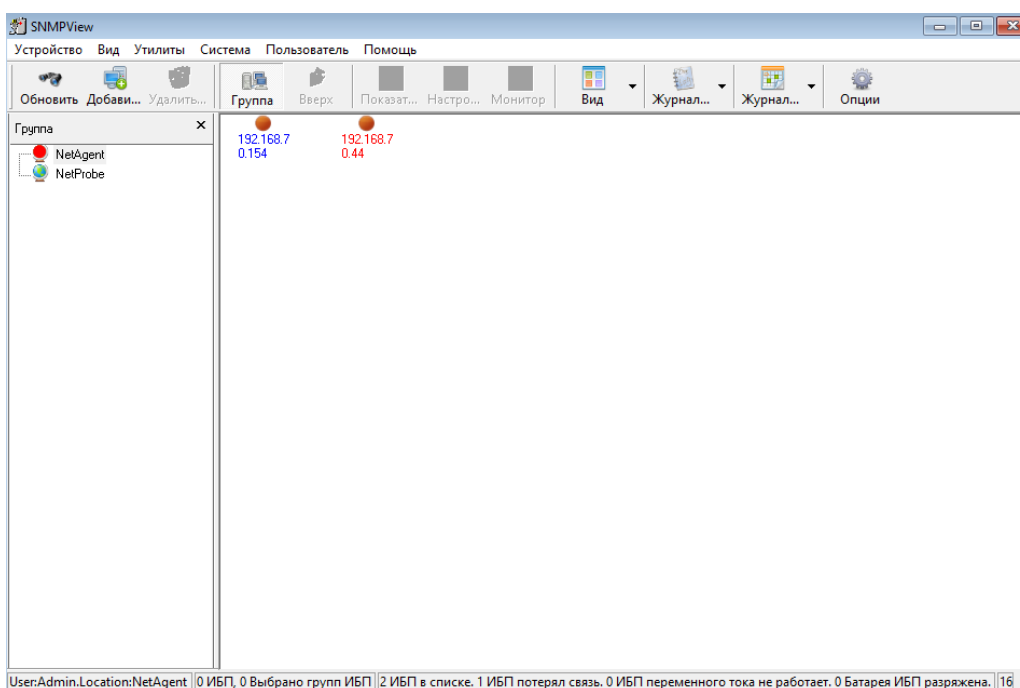 SNMPView
Устройство Вид Утилиты Система Пользователь Помощь
Обновить Добави... Удалить... Группа Вверх Показат... Настро... Монитор Вид Журнал... Журнал... Опции
Группа
NetAgent
NetProbe
192.168.7
0.154
192.168.7
0.44
User:Admin.Location:NetAgent 0 ИБП, 0 Выбрано групп ИБП 2 ИБП в списке. 1 ИБП потерял связь. 0 ИБП переменного тока не работает. 0 Батарея ИБП разряжена. 16